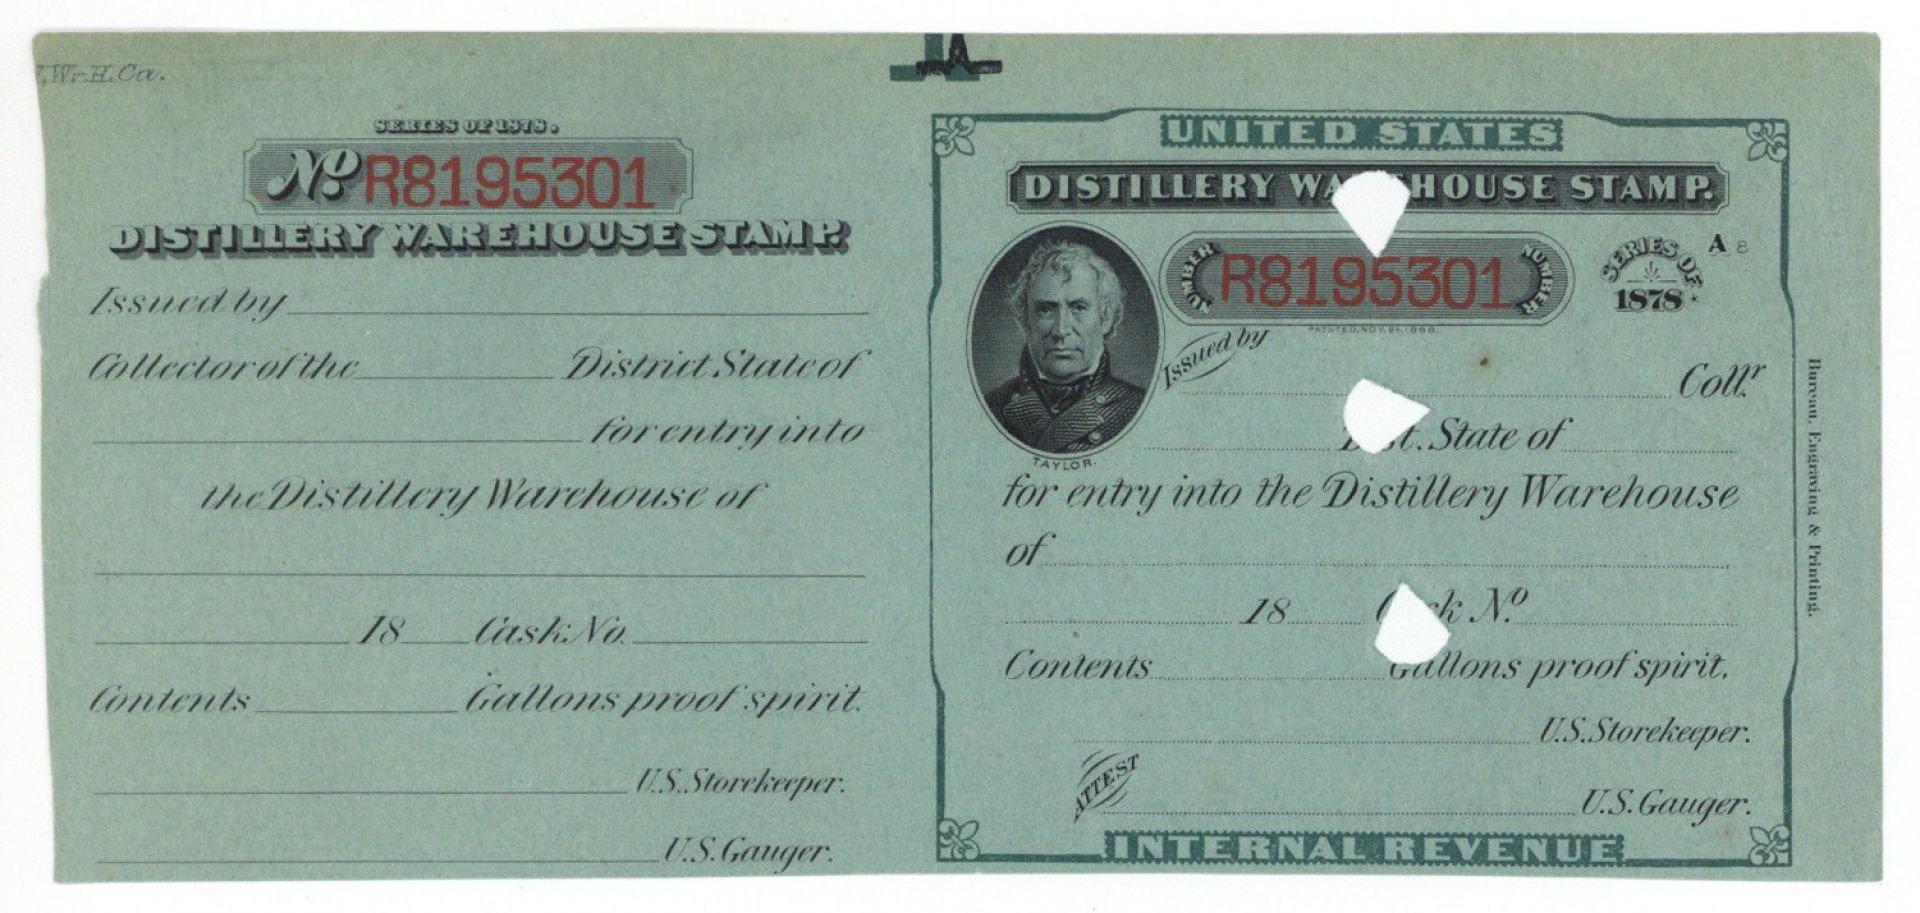 W.-H. Co.
SERIES OF 1878.
No R8195301
DISTILLERY WAREHOUSE STAMP.
Issued by
Collector of the District State of
for entry into
the Distillery Warehouse of
18 Cask No.
Contents Gallons proof spirit.
U.S. Storekeeper.
U.S. Gauger.
UNITED STATES
DISTILLERY WA HOUSE STAMP.
NUMBER R8195301 NUMBER
SERIES OF 1878
A 8
PATNTED, NOV. 24, 1868.
TAYLOR.
Issued by
Collr
t. State of
for entry into the Distillery Warehouse
of
18 C k No
Contents Gallons proof spirit,
U.S. Storekeeper.
ATTEST
U.S. Gauger.
INTERNAL REVENUE
Bureau, Engraving & Printing.